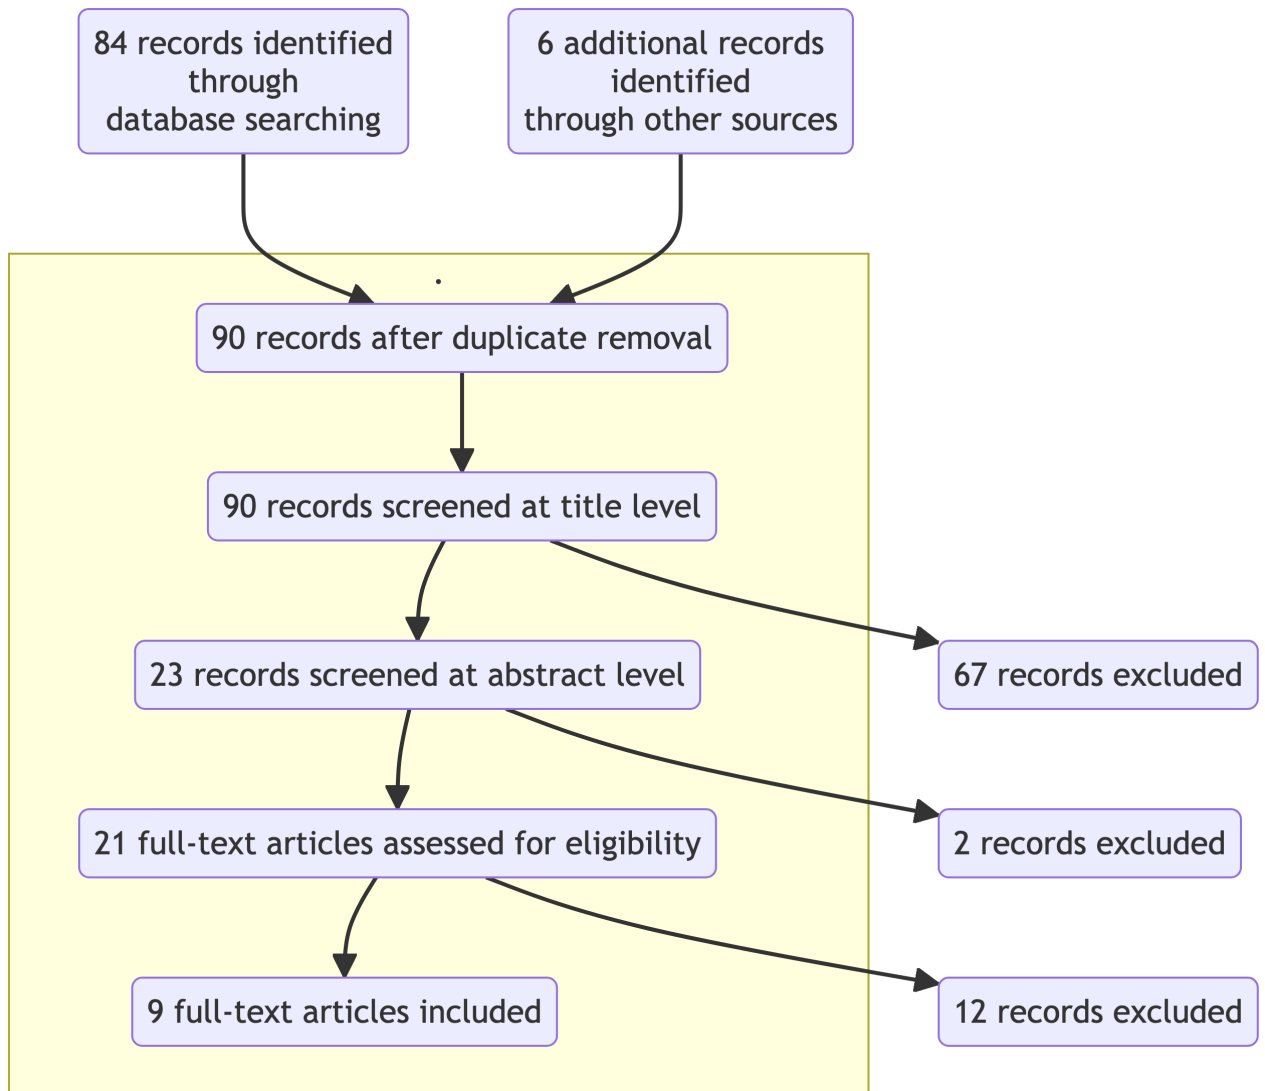 84 records identified
through
database searching
6 additional records
identified
through other sources
.
90 records after duplicate removal
90 records screened at title level
23 records screened at abstract level
67 records excluded
21 full-text articles assessed for eligibility
2 records excluded
9 full-text articles included
12 records excluded